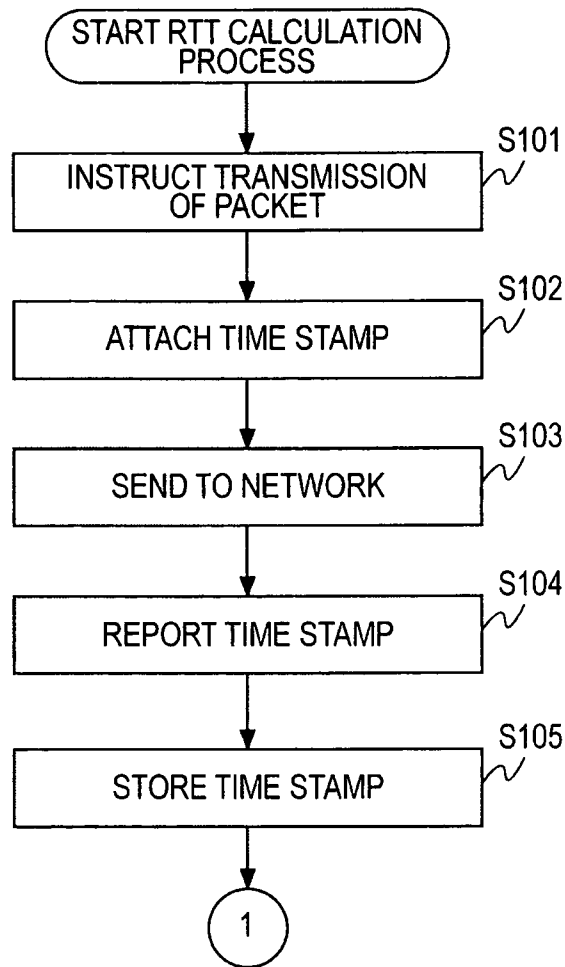 START RTT CALCULATION
PROCESS
S101
INSTRUCT TRANSMISSION
OF PACKET
S102
ATTACH TIME STAMP
S103
SEND TO NETWORK
S104
REPORT TIME STAMP
S105
STORE TIME STAMP
1